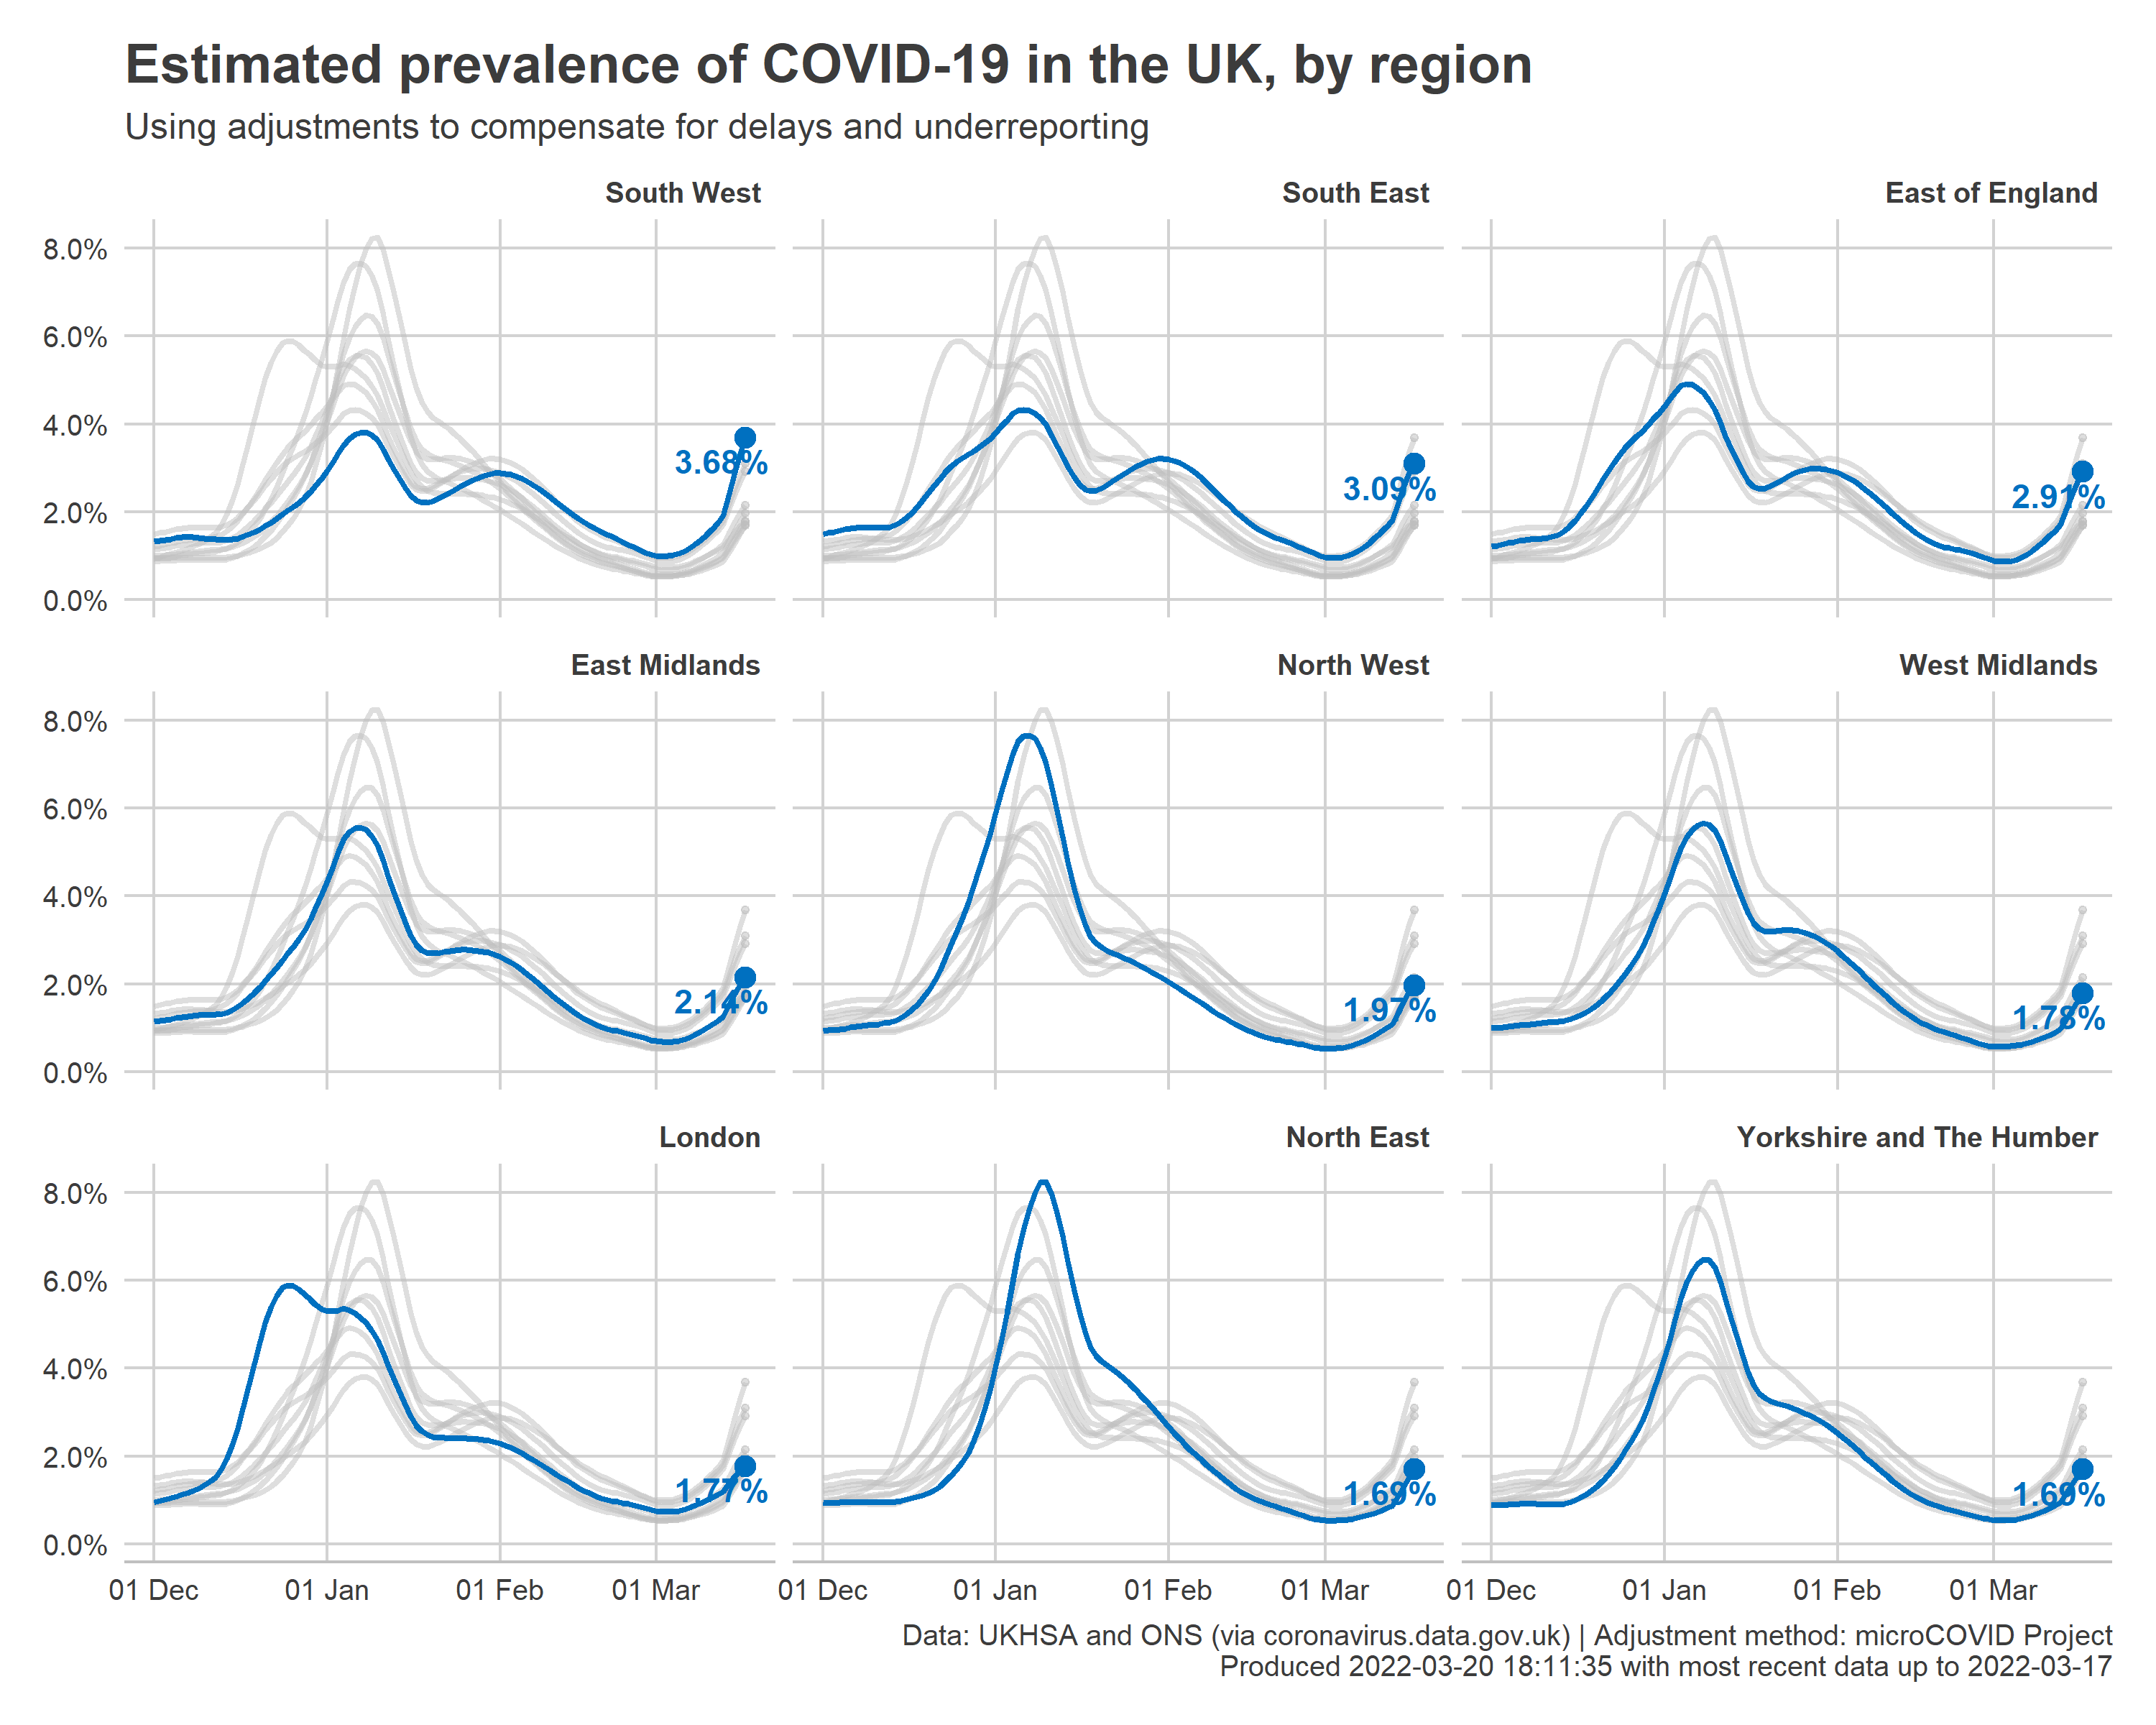 Estimated prevalence of COVID-19 in the UK, by region
Using adjustments to compensate for delays and underreporting
South West
South East
East of England
8.0%
6.0%
4.0%
2.0%
0.0%
3.68%
3.09%
2.91%
East Midlands
North West
West Midlands
8.0%
6.0%
4.0%
2.0%
0.0%
2.14%
1.97%
1.78%
London
North East
Yorkshire and The Humber
8.0%
6.0%
4.0%
2.0%
0.0%
1.77%
1.69%
1.69%
01 Dec 01 Jan 01 Feb 01 Mar
01 Dec 01 Jan 01 Feb 01 Mar
01 Dec 01 Jan 01 Feb 01 Mar
Data: UKHSA and ONS (via coronavirus.data.gov.uk) | Adjustment method: microCOVID Project
Produced 2022-03-20 18:11:35 with most recent data up to 2022-03-17